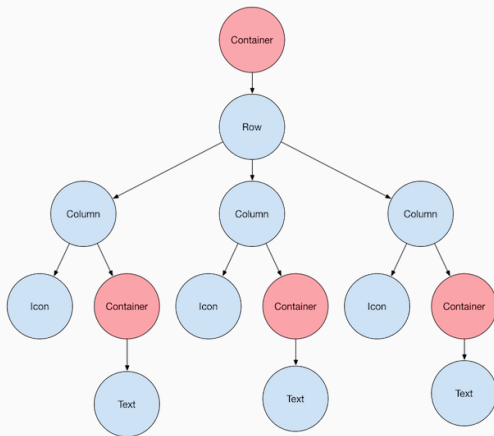 Container
Row
Column
Column
Column
Icon
Container
Icon
Container
Icon
Container
Text
Text
Text